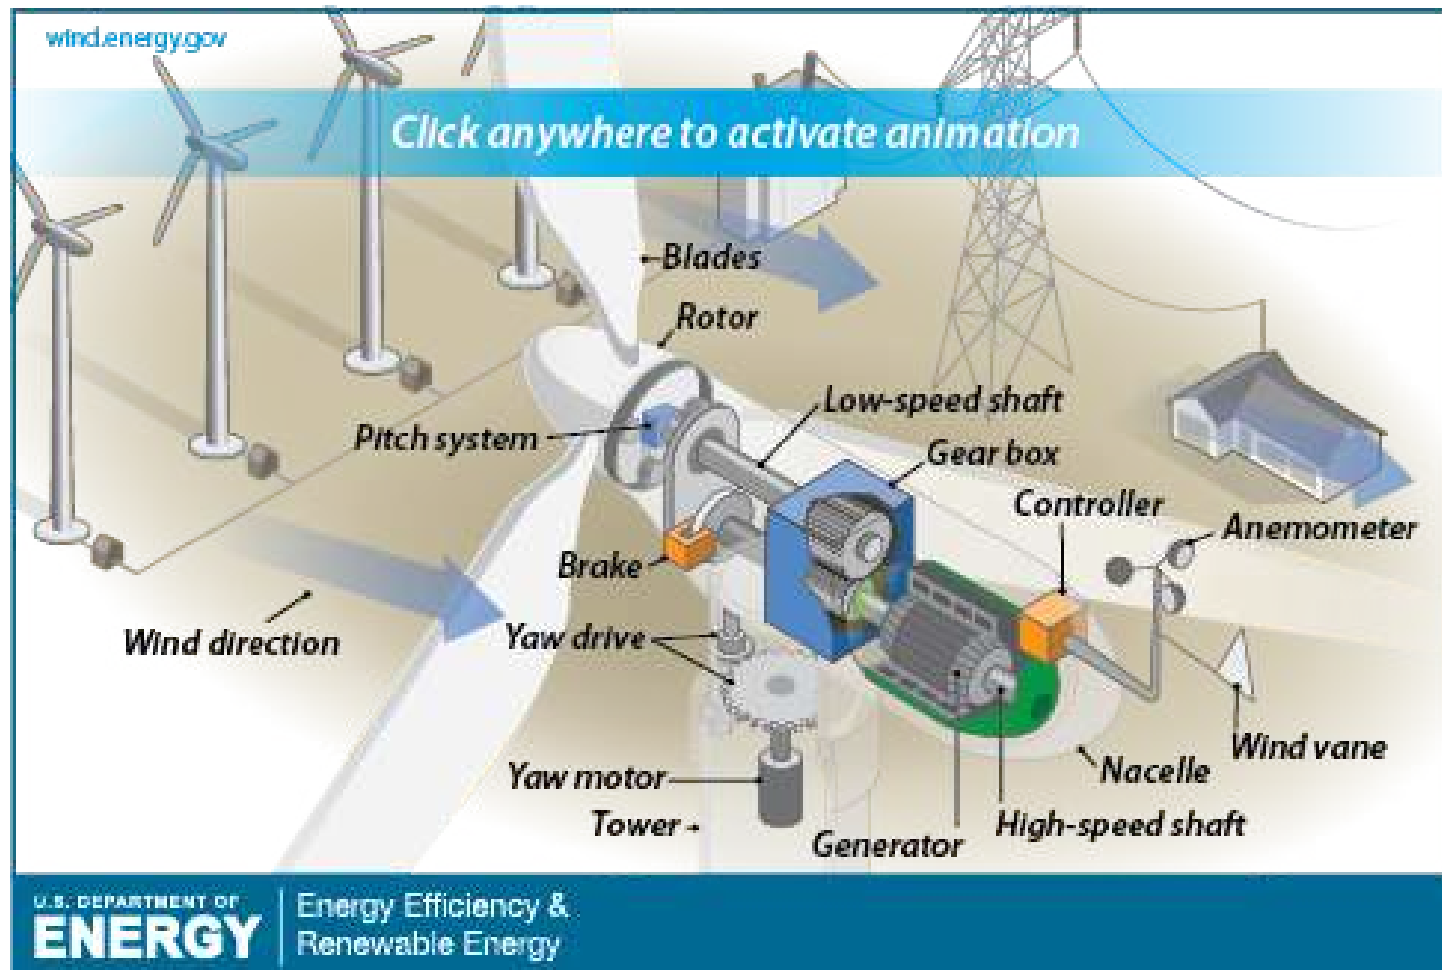 wind.energy.gov
Click anywhere to activate animation
Blades
Rotor
Low-speed shaft
Pitch system
Gear box
Controller
Anemometer
Brake
Wind direction
Yaw drive
Wind vane
Nacelle
Yaw motor
High-speed shaft
Tower
Generator
U.S. DEPARTMENT OF
ENERGY
Energy Efficiency &
Renewable Energy